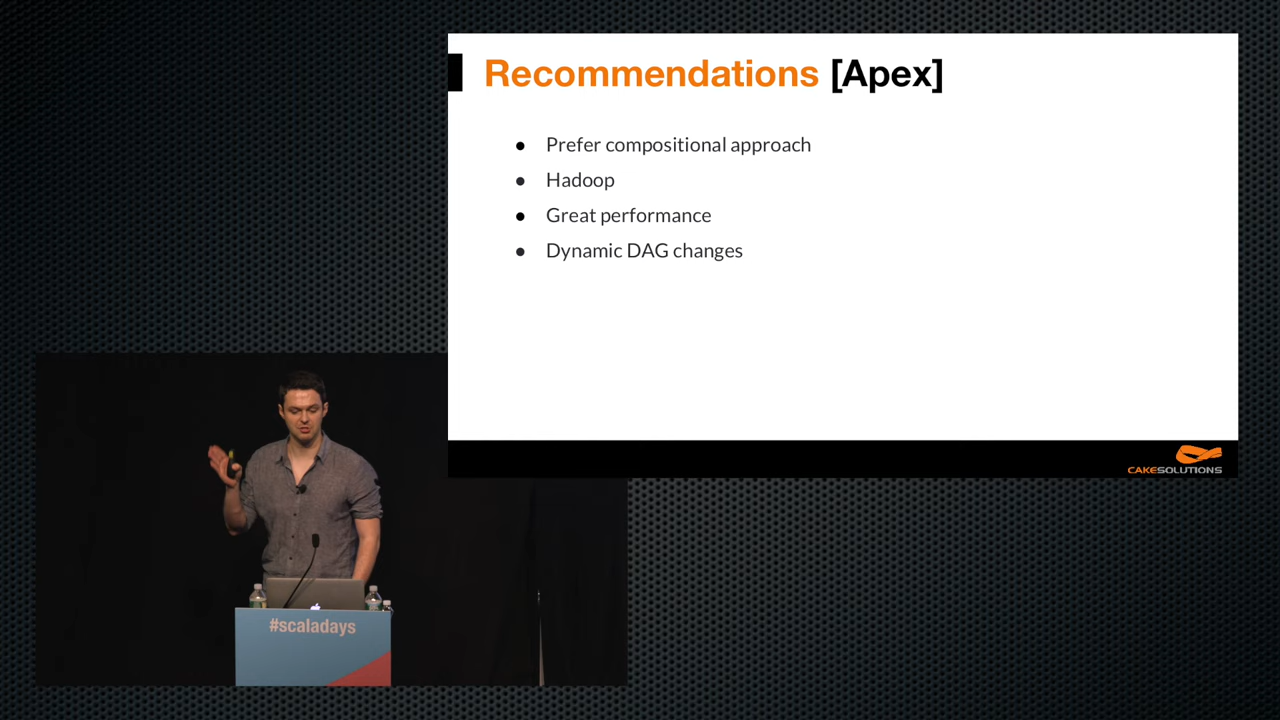 Recommendations [Apex]
● Prefer compositional approach
● Hadoop
● Great performance
● Dynamic DAG changes
CAKESOLUTIONS
#scaladays